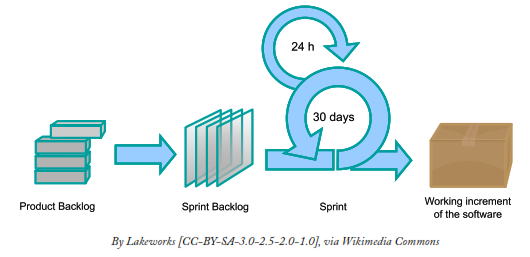 24 h
30 days
Product Backlog
Sprint Backlog
Sprint
Working increment
of the software
By Lakeworks [CC-BY-SA-3.0-2.5-2.0-1.0], via Wikimedia Commons